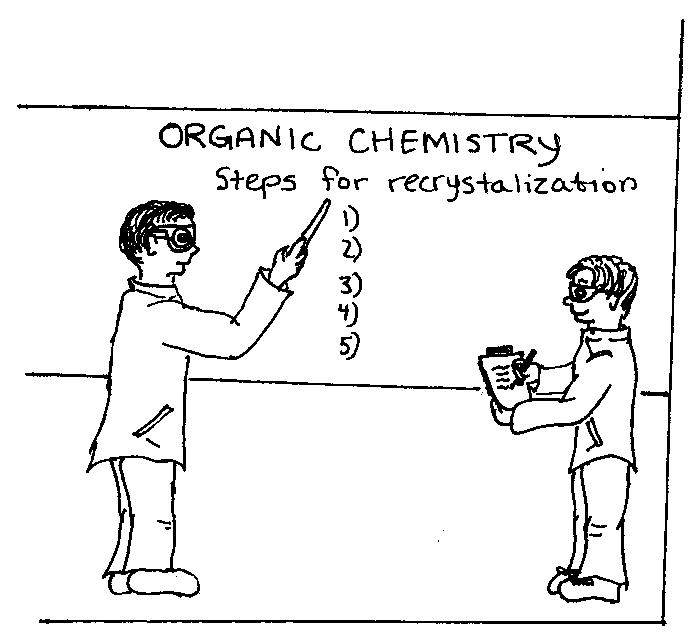 ORGANIC CHEMISTRY
Steps for recrystalization
1)
2)
3)
4)
5)